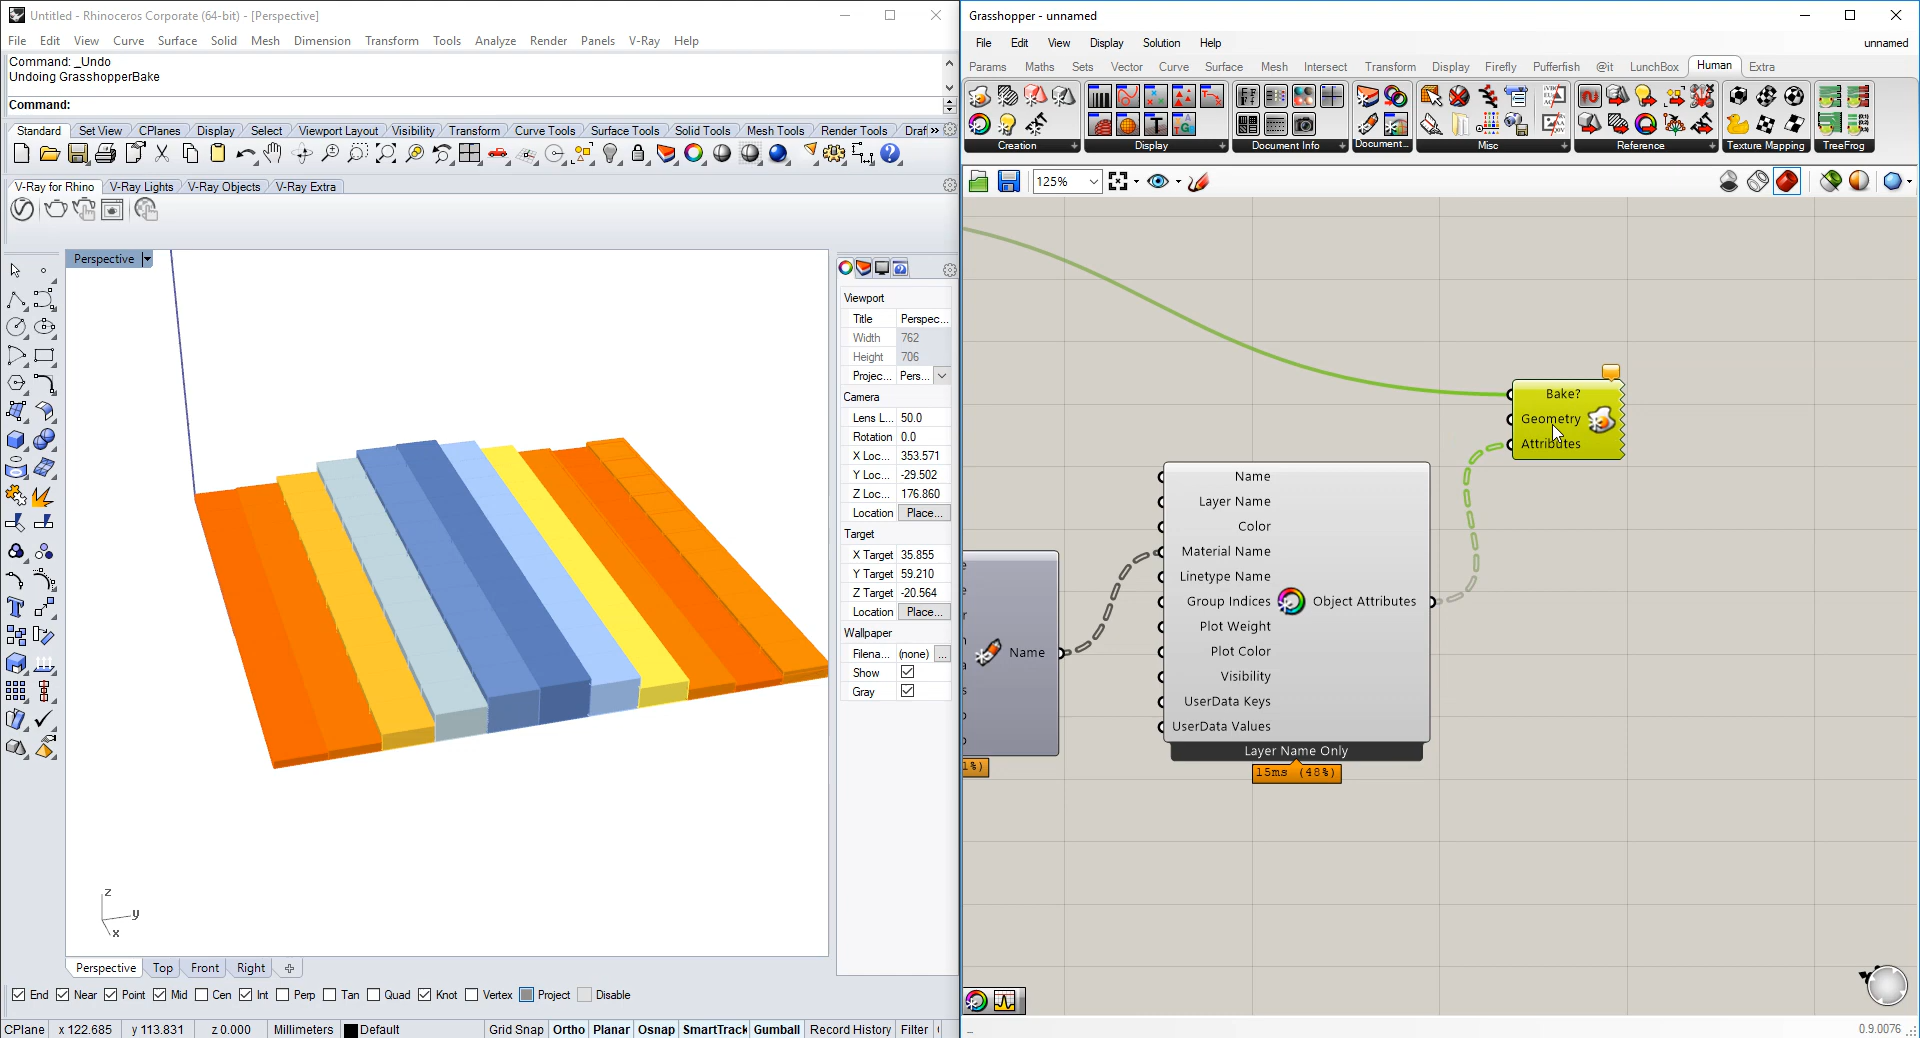 Untitled - Rhinoceros Corporate (64-bit) - [Perspective]
File Edit View Curve Surface Solid Mesh Dimension Transform Tools Analyze Render Panels V-Ray Help
Command: _Undo
Undoing GrasshopperBake
Command:
Standard Set View CPlanes Display Select Viewport Layout Visibility Transform Curve Tools Surface Tools Solid Tools Mesh Tools Render Tools Draf »
V-Ray for Rhino V-Ray Lights V-Ray Objects V-Ray Extra
Perspective
z
y
x
Viewport
Title Perspec...
Width 762
Height 706
Projec... Pers...
Camera
Lens L... 50.0
Rotation 0.0
X Loc... 353.571
Y Loc... -29.502
Z Loc... 176.860
Location Place...
Target
X Target 35.855
Y Target 59.210
Z Target -20.564
Location Place...
Wallpaper
Filena... (none) ...
Show
Gray
Perspective Top Front Right
End Near Point Mid Cen Int Perp Tan Quad Knot Vertex Project Disable
CPlane x 122.685 y 113.831 z 0.000 Millimeters Default Grid Snap Ortho Planar Osnap SmartTrack Gumball Record History Filter
Grasshopper - unnamed
File Edit View Display Solution Help unnamed
Params Maths Sets Vector Curve Surface Mesh Intersect Transform Display Firefly Pufferfish @it LunchBox Human Extra
Creation Display Document Info Document... Misc Reference Texture Mapping TreeFrog
125%
Bake?
Geometry
Attributes
Name
Layer Name
Color
Material Name
Linetype Name
Group Indices Object Attributes
Plot Weight
Plot Color
Visibility
UserData Keys
UserData Values
Layer Name Only
15ms (48%)
Name
1%)
0.9.0076